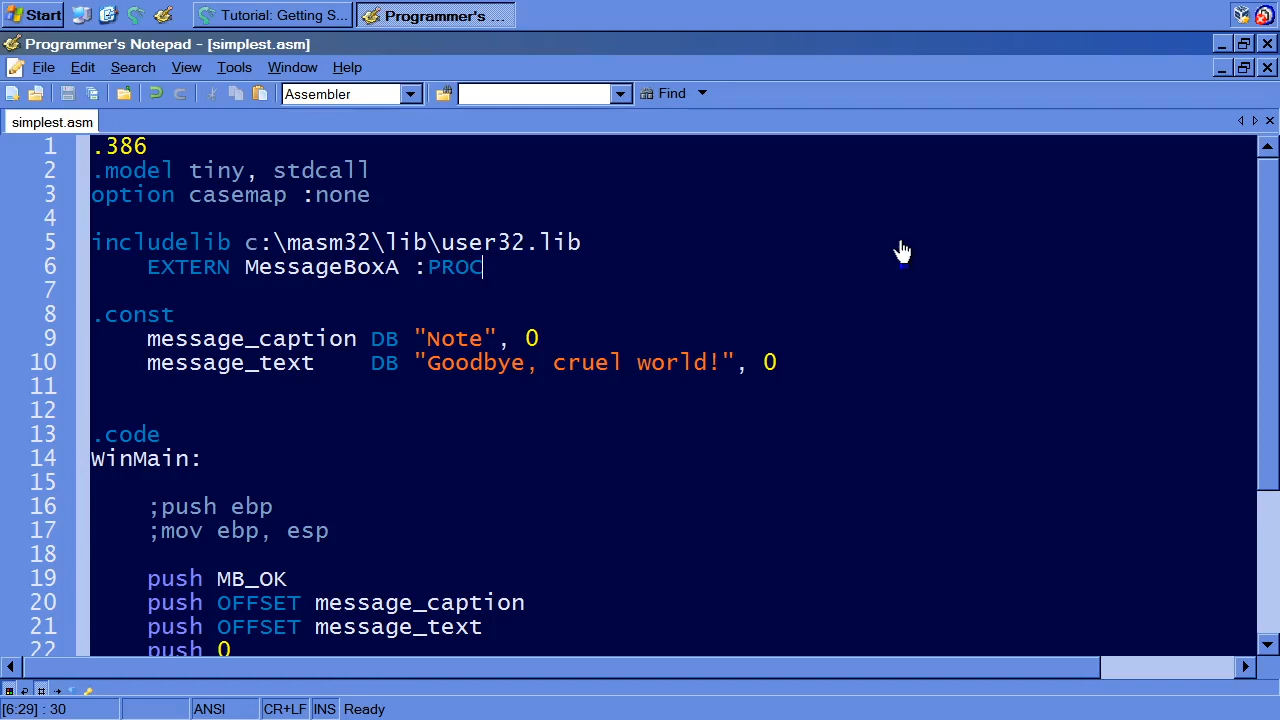 Start Tutorial: Getting S... Programmer's ...
Programmer's Notepad - [simplest.asm]
File Edit Search View Tools Window Help
Assembler Find
simplest.asm
1 .386
2 .model tiny, stdcall
3 option casemap :none
4
5 includelib c:\masm32\lib\user32.lib
6 EXTERN MessageBoxA :PROC
7
8 .const
9 message_caption DB "Note", 0
10 message_text DB "Goodbye, cruel world!", 0
11
12
13 .code
14 WinMain:
15
16 ;push ebp
17 ;mov ebp, esp
18
19 push MB_OK
20 push OFFSET message_caption
21 push OFFSET message_text
22 push 0
[6:29] : 30 ANSI CR+LF INS Ready